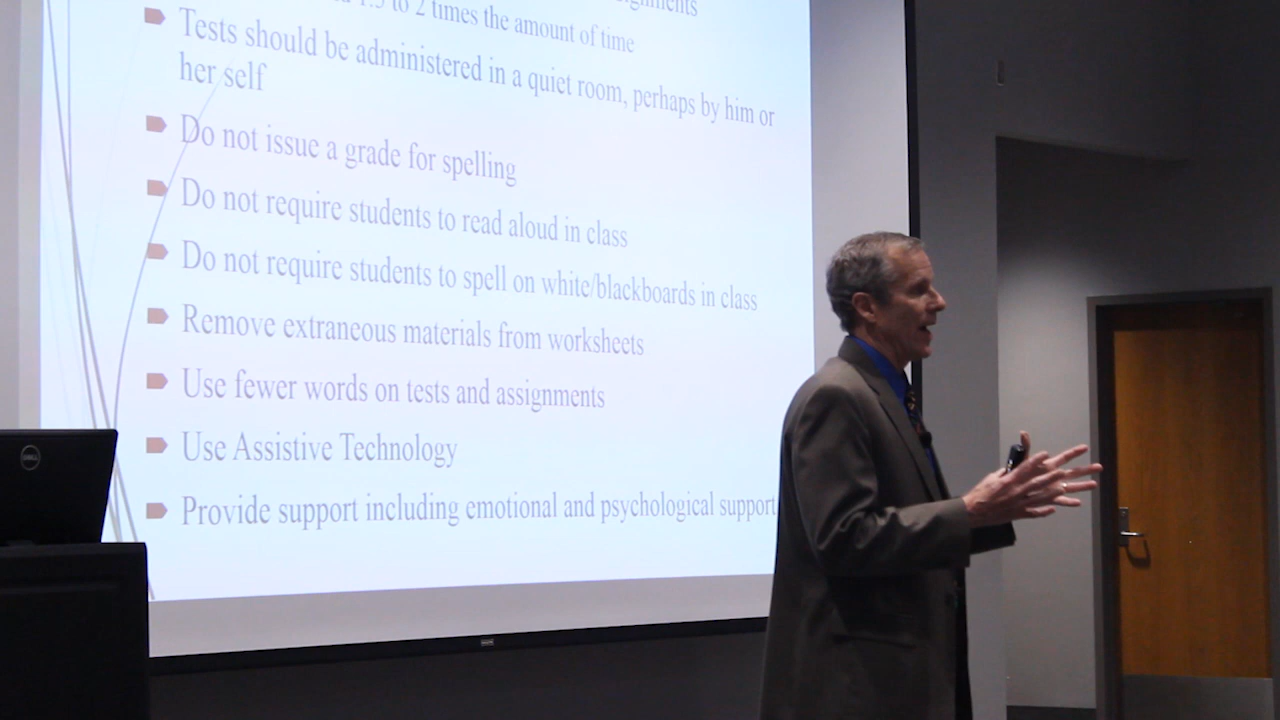 1.5 to 2 times the amount of time
Tests should be administered in a quiet room, perhaps by him or
her self
Do not issue a grade for spelling
Do not require students to read aloud in class
Do not require students to spell on white/blackboards in class
Remove extraneous materials from worksheets
Use fewer words on tests and assignments
Use Assistive Technology
Provide support including emotional and psychological support
DELL